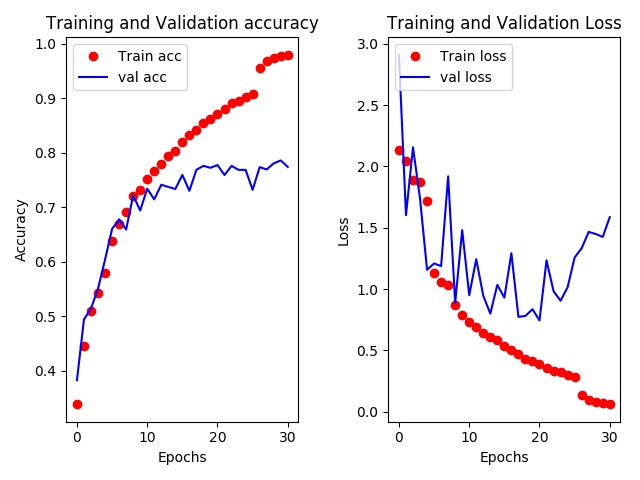 Training and Validation accuracy
Train acc
val acc
1.0
0.9
0.8
0.7
0.6
0.5
0.4
Accuracy
0
10
20
30
Epochs
Training and Validation Loss
Train loss
val loss
3.0
2.5
2.0
1.5
1.0
0.5
0.0
Loss
0
10
20
30
Epochs